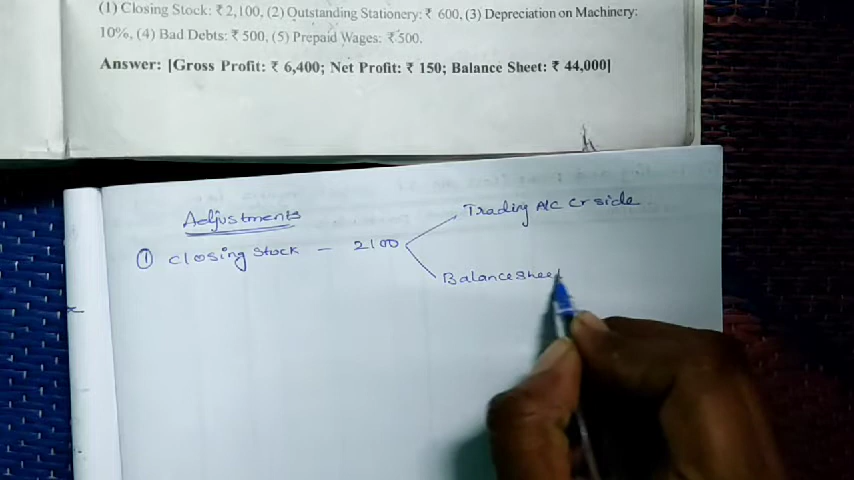 (1) Closing Stock: ₹ 2,100, (2) Outstanding Stationery: ₹ 600, (3) Depreciation on Machinery:
10%, (4) Bad Debts: ₹ 500, (5) Prepaid Wages: ₹ 500.
Answer: [Gross Profit: ₹ 6,400; Net Profit: ₹ 150; Balance Sheet: ₹ 44,000]
Adjustments
① Closing Stock – 2100
Trading A/C Cr side
Balance sheet